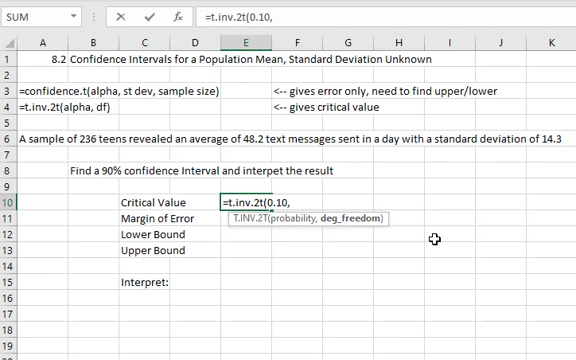 SUM =t.inv.2t(0.10,
A B C D E F G H I J K
1 8.2 Confidence Intervals for a Population Mean, Standard Deviation Unknown
2
3 =confidence.t(alpha, st dev, sample size) <-- gives error only, need to find upper/lower
4 =t.inv.2t(alpha, df) <-- gives critical value
5
6 A sample of 236 teens revealed an average of 48.2 text messages sent in a day with a standard deviation of 14.3
7
8 Find a 90% confidence Interval and interpet the result
9
10 Critical Value =t.inv.2t(0.10,
11 Margin of Error T.INV.2T(probability, deg_freedom)
12 Lower Bound
13 Upper Bound
14
15 Interpret:
16
17
18
19